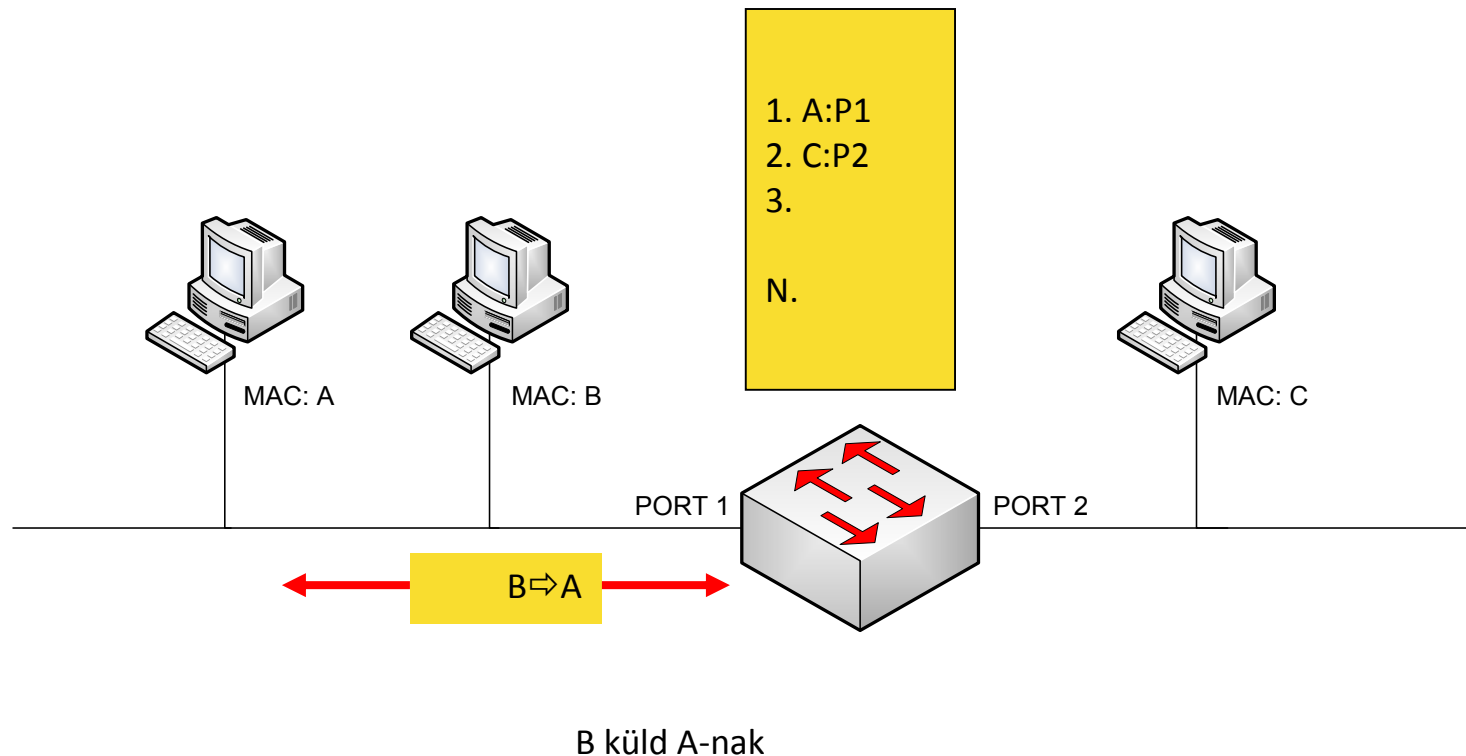 1. A:P1
2. C:P2
3.
N.
MAC: A
MAC: B
MAC: C
PORT 1
PORT 2
B⇨A
B küld A-nak